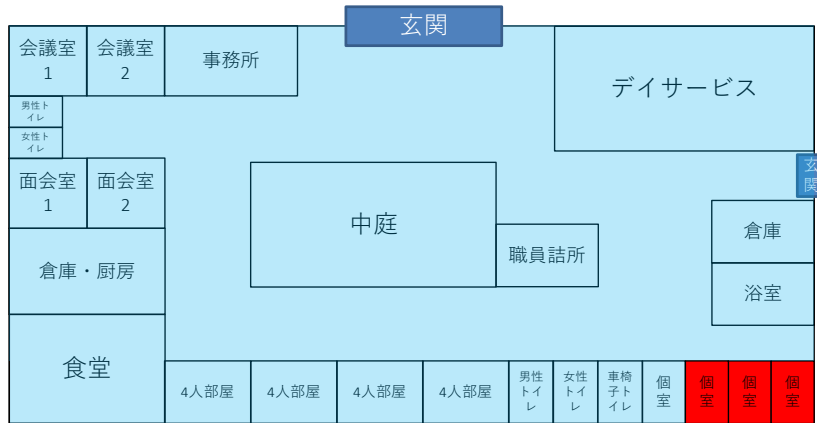 玄関
会議室
1
会議室
2
事務所
デイサービス
男性ト
イレ
女性ト
イレ
面会室
1
面会室
2
中庭
玄
関
職員詰所
倉庫
倉庫・厨房
浴室
食堂
4人部屋
4人部屋
4人部屋
4人部屋
男性
トイ
レ
女性
トイ
レ
車椅
子ト
イレ
個
室
個
室
個
室
個
室